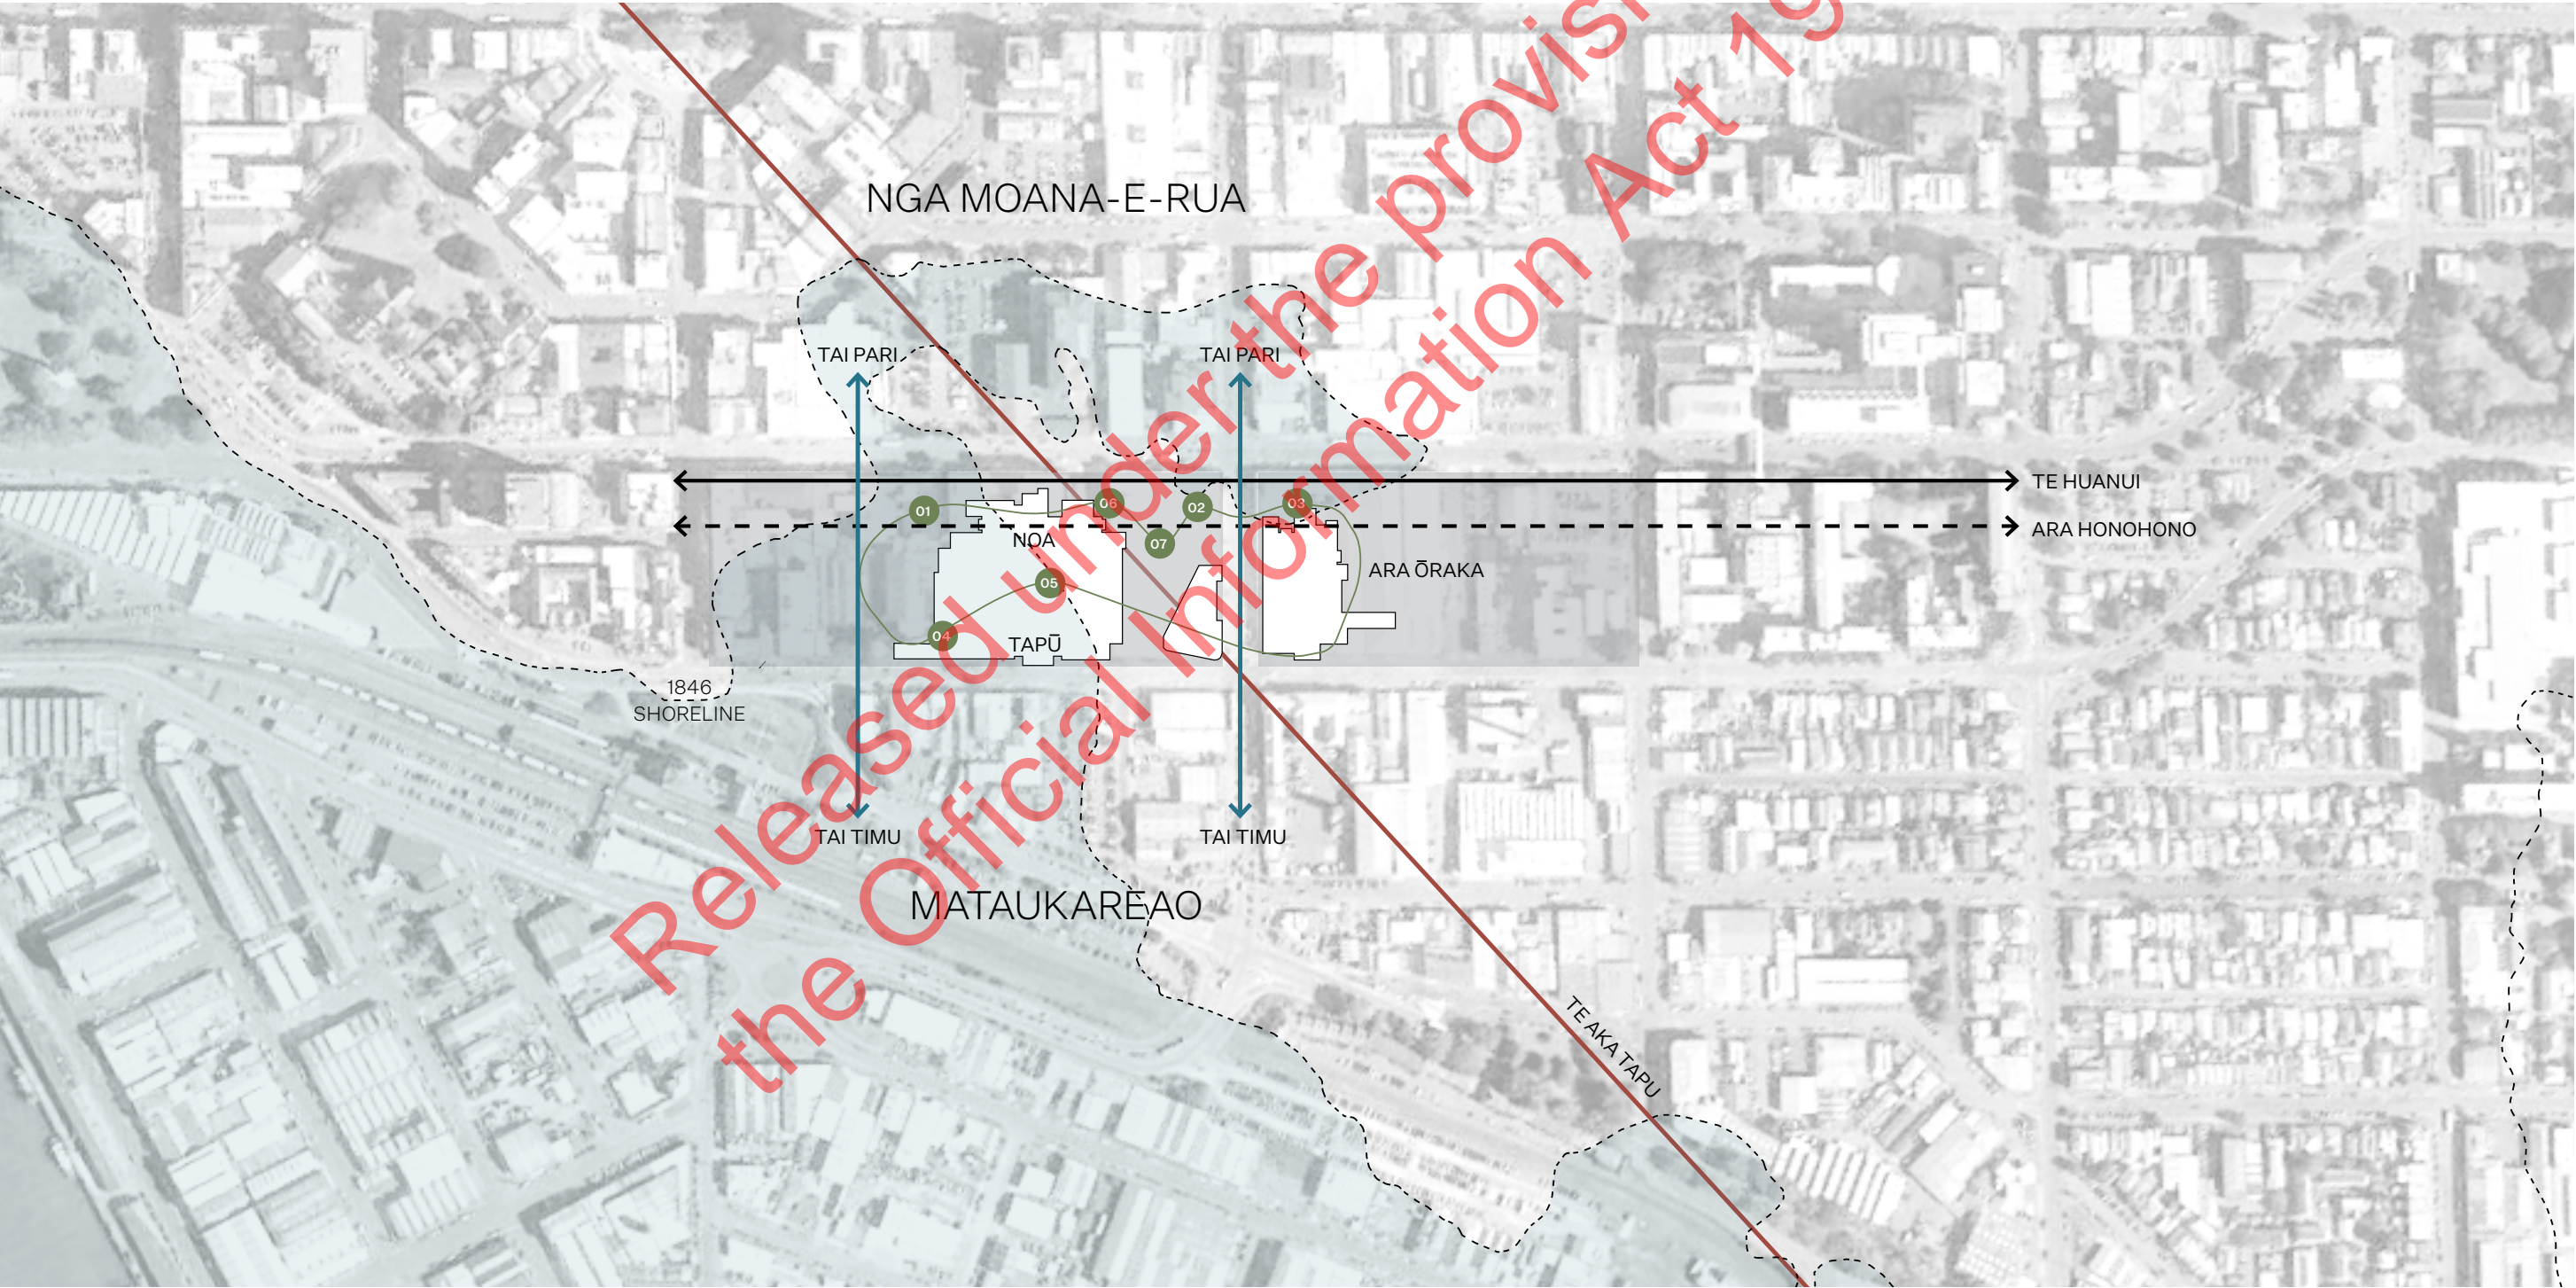 NGA MOANA-E-RUA
TAI PARI
TAI PARI
TE HUANUI
ARA HONOHONO
01
06
02
03
07
NOA
05
ARA ŌRAKA
04
TAPŪ
1846
SHORELINE
TAI TIMU
TAI TIMU
MATAUKAREAO
TE AKA TAPU
Released under the provis
the Official Information Act 19